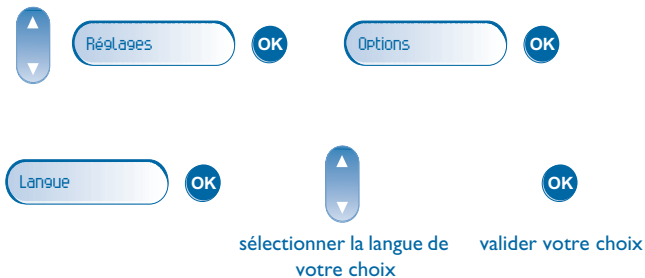 Réglages OK Options OK
Langue OK OK
sélectionner la langue de valider votre choix
votre choix